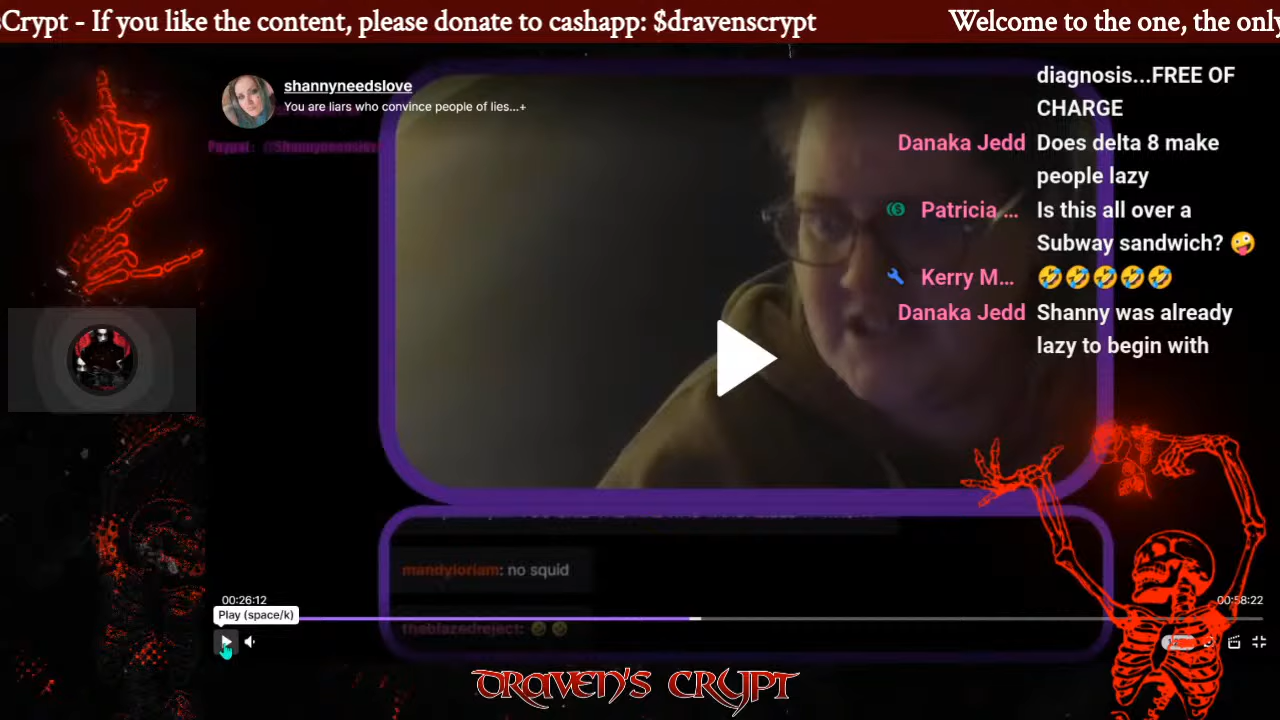 sCrypt - If you like the content, please donate to cashapp: $dravenscrypt
Welcome to the one, the only
shannyneedslove
You are liars who convince people of lies...+
diagnosis...FREE OF
CHARGE
Danaka Jedd Does delta 8 make
people lazy
Patricia ... Is this all over a
Subway sandwich? 🤪
Kerry M... 🤣🤣🤣🤣🤣
Danaka Jedd Shanny was already
lazy to begin with
mandyloriam: no squid
00:26:12
00:58:22
Play (space/k)
theblazedreject: 🤣 🤣
DRAVEN'S CRYPT